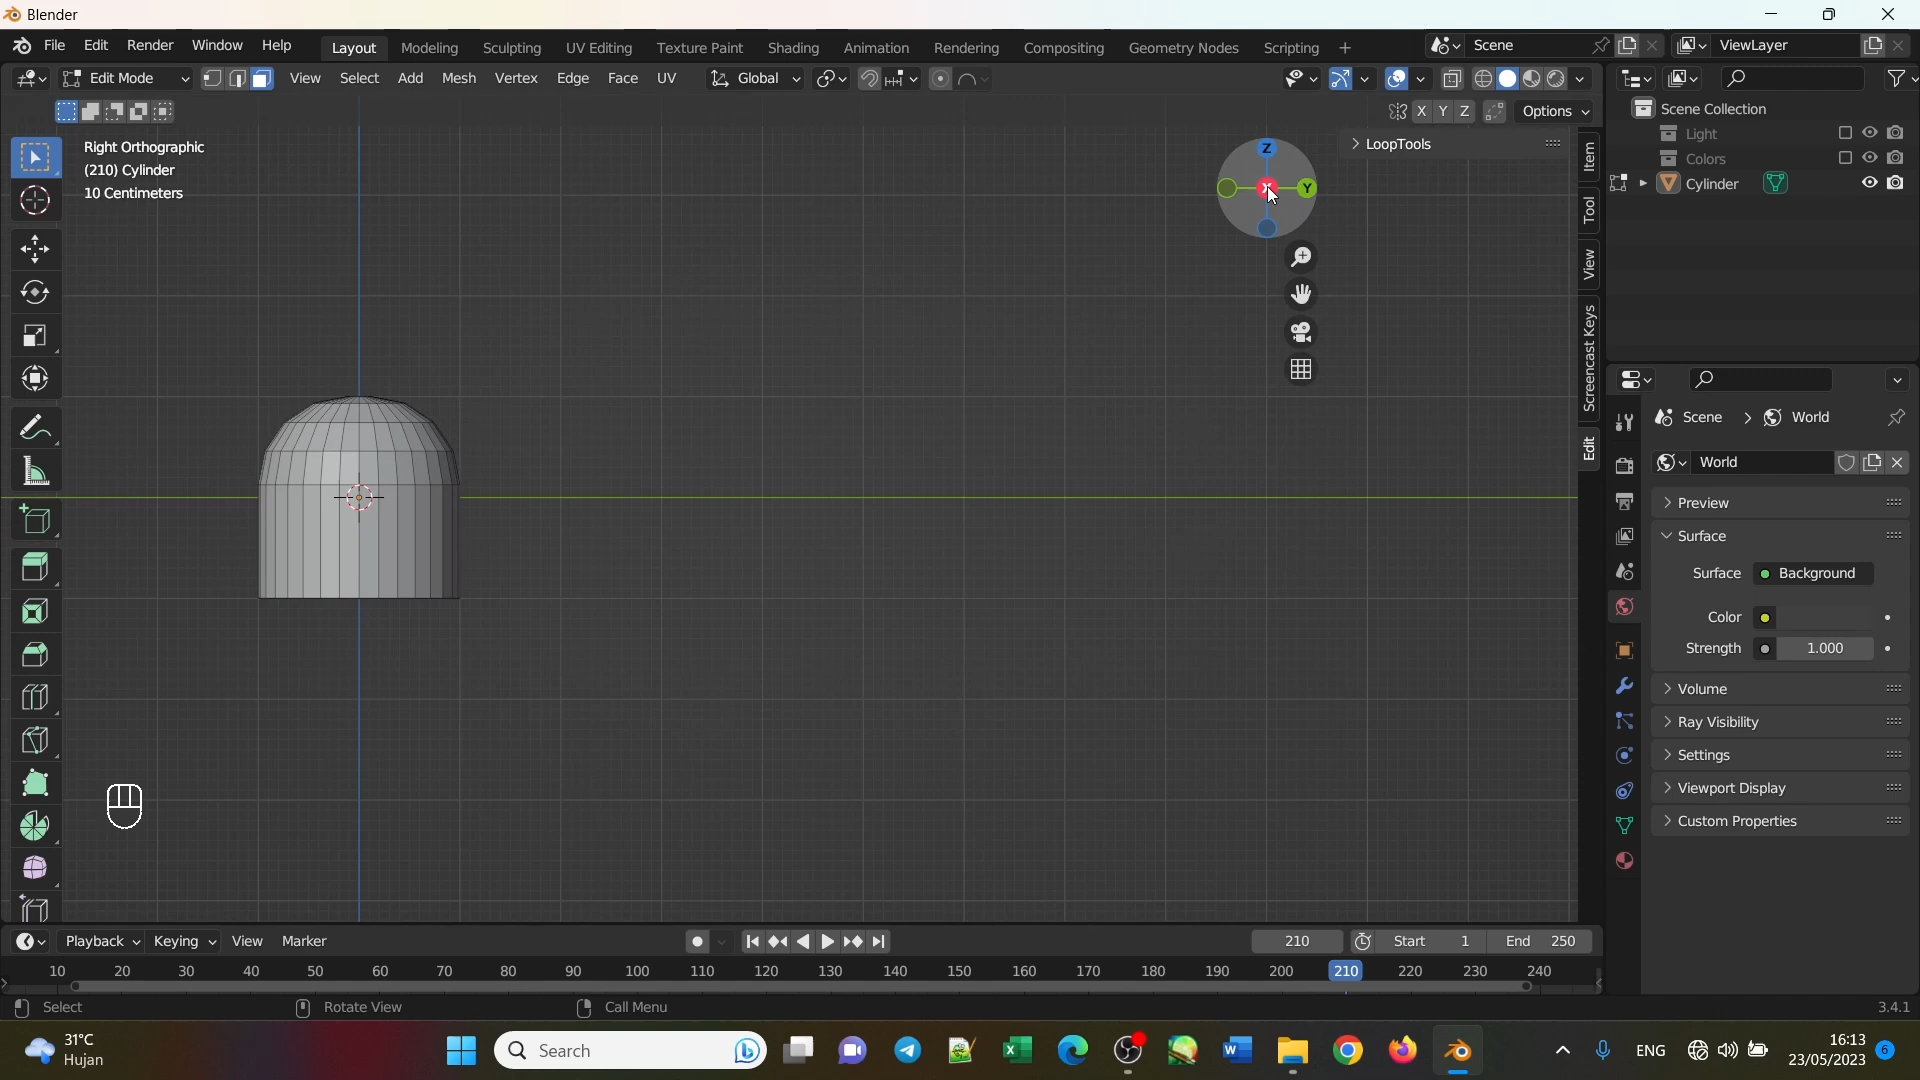 Blender
File Edit Render Window Help Layout Modeling Sculpting UV Editing Texture Paint Shading Animation Rendering Compositing Geometry Nodes Scripting + Scene ViewLayer
Edit Mode View Select Add Mesh Vertex Edge Face UV Global
X Y Z Options
Right Orthographic
(210) Cylinder
10 Centimeters
Z
X
Y
LoopTools
Item
Tool
View
Screencast Keys
Edit
Scene Collection
Light
Colors
Cylinder
Scene > World
World
Preview
Surface
Surface Background
Color
Strength 1.000
Volume
Ray Visibility
Settings
Viewport Display
Custom Properties
Playback Keying View Marker 210 Start 1 End 250
10 20 30 40 50 60 70 80 90 100 110 120 130 140 150 160 170 180 190 200 210 220 230 240
Select Rotate View Call Menu 3.4.1
31°C
Hujan
Search
ENG
16:13
23/05/2023
6